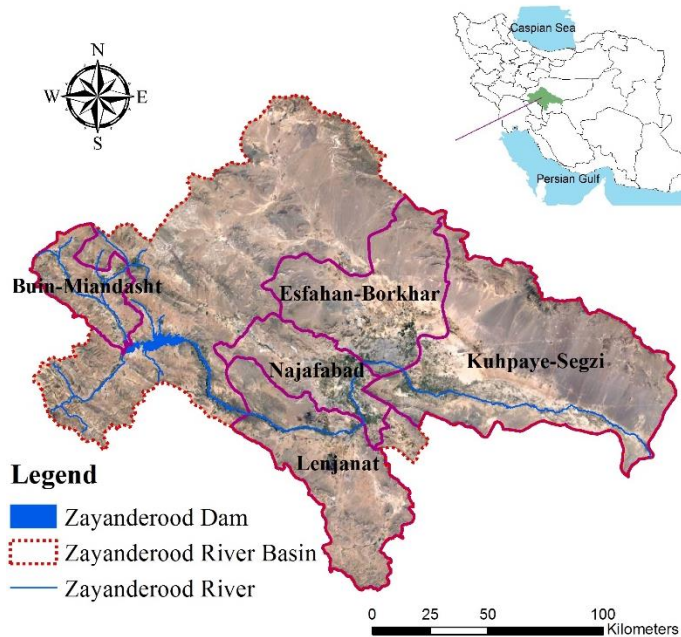 Caspian Sea
Persian Gulf
N
W E
S
Buin-Miandasht
Esfahan-Borkhar
Kuhpaye-Segzi
Najafabad
Lenjanat
Legend
Zayanderood Dam
Zayanderood River Basin
Zayanderood River
0 25 50 100
Kilometers